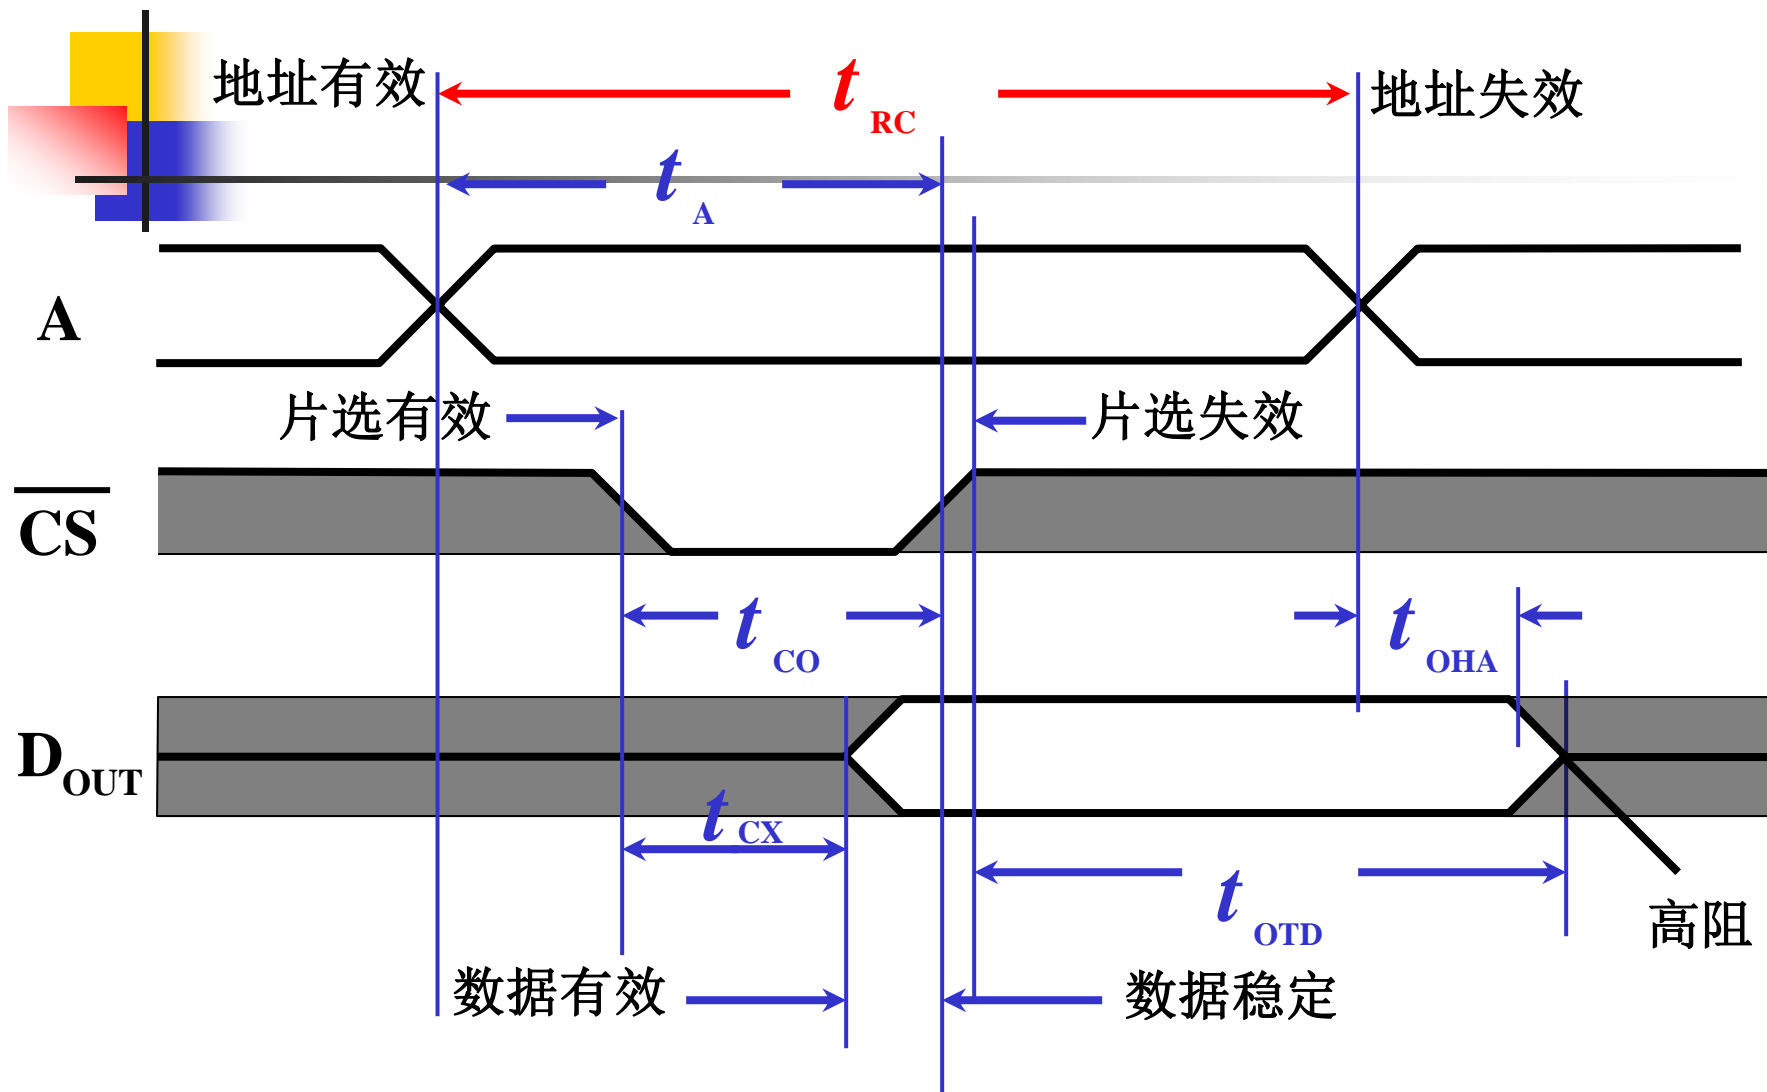 地址有效
t RC
地址失效
t A
A
片选有效
片选失效
CS
t CO
t OHA
DOUT
t CX
t OTD
高阻
数据有效
数据稳定